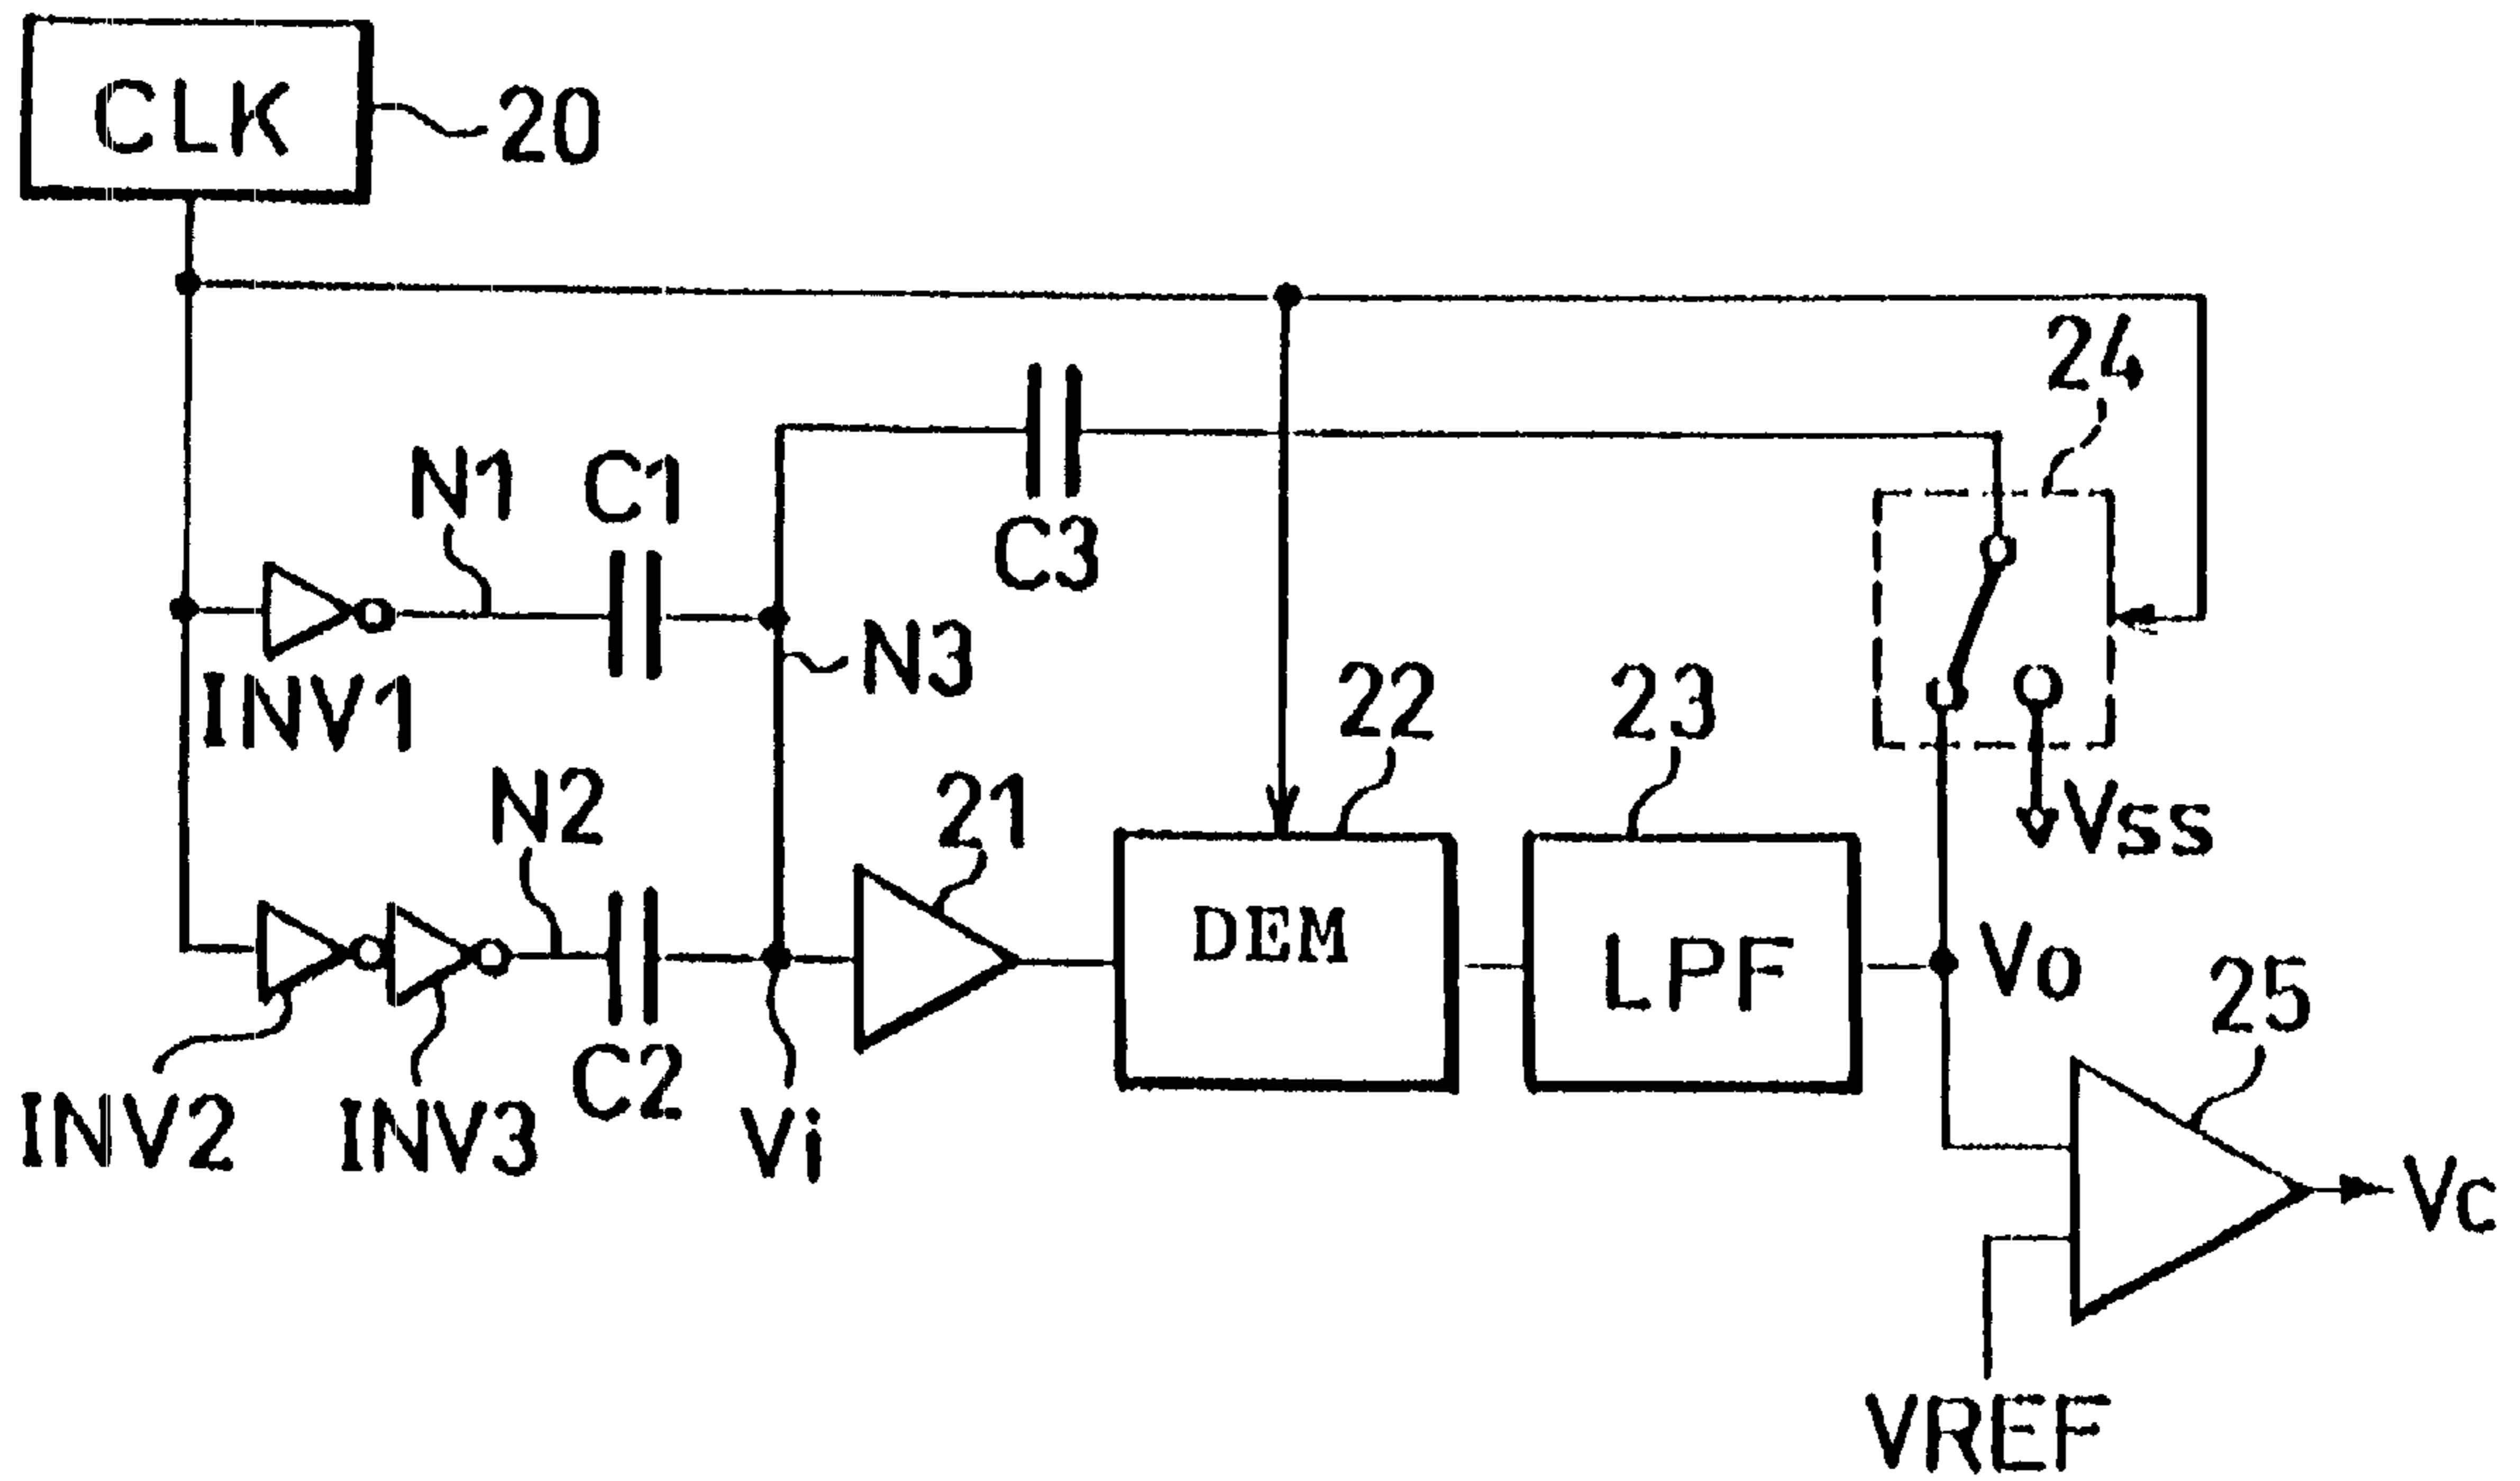 CLK
20
24
N1
C1
C3
N3
INV1
22
23
N2
21
Vss
DEM
LPF
Vo
25
C2
INV2
INV3
Vi
Vc
VREF